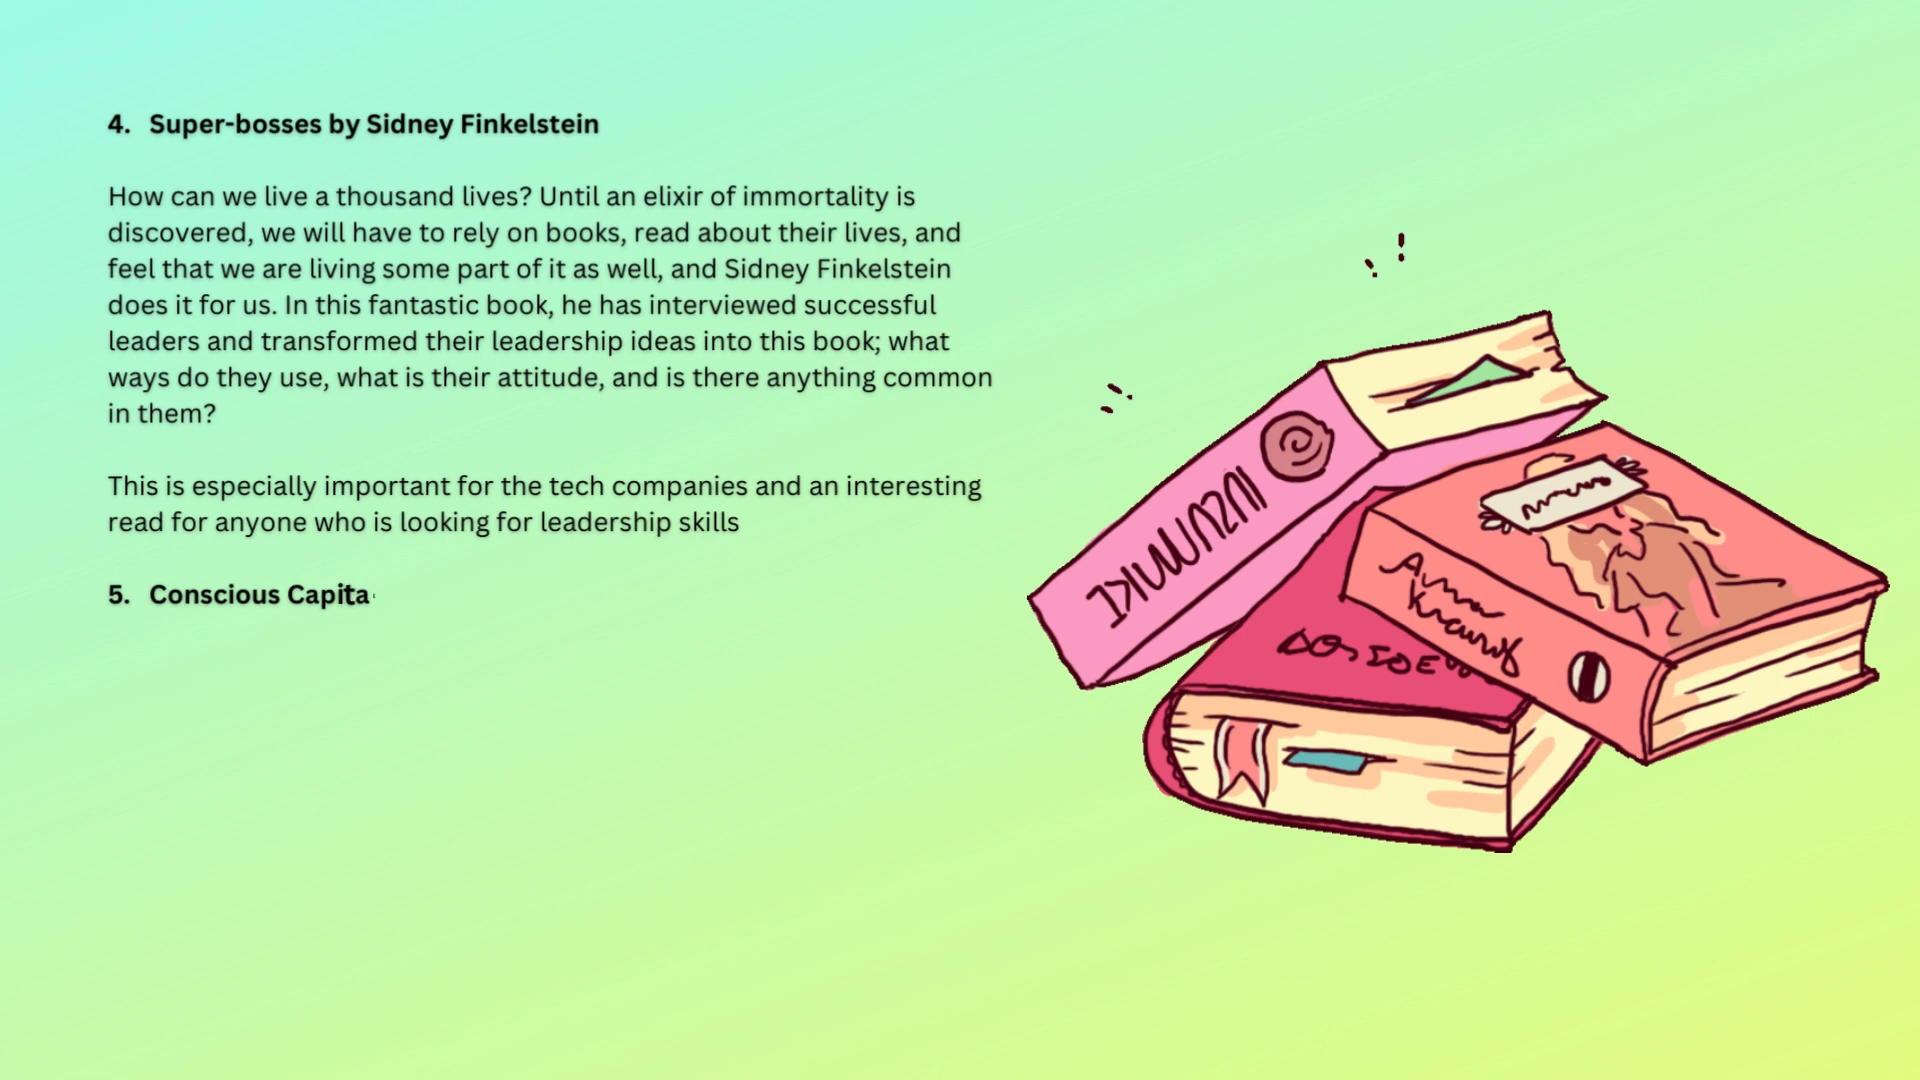 4. Super-bosses by Sidney Finkelstein
How can we live a thousand lives? Until an elixir of immortality is
discovered, we will have to rely on books, read about their lives, and
feel that we are living some part of it as well, and Sidney Finkelstein
does it for us. In this fantastic book, he has interviewed successful
leaders and transformed their leadership ideas into this book; what
ways do they use, what is their attitude, and is there anything common
in them?
This is especially important for the tech companies and an interesting
read for anyone who is looking for leadership skills
5. Conscious Capita